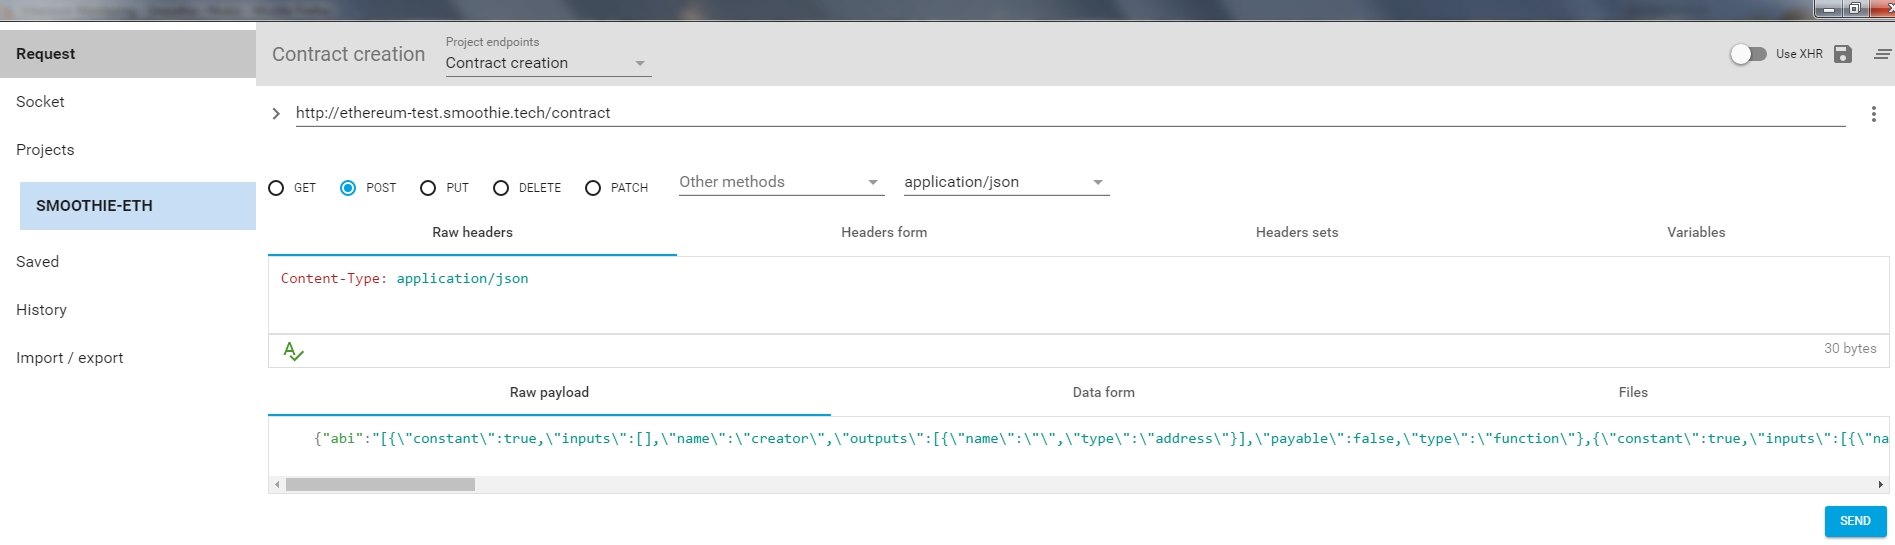 Request
Socket
Projects
SMOOTHIE-ETH
Saved
History
Import / export
Contract creation
Project endpoints
Contract creation
Use XHR
http://ethereum-test.smoothie.tech/contract
GET POST PUT DELETE PATCH Other methods application/json
Raw headers Headers form Headers sets Variables
Content-Type: application/json
30 bytes
Raw payload Data form Files
{"abi":"[{\"constant\":true,\"inputs\":[],\"name\":\"creator\",\"outputs\":[{\"name\":\"\",\"type\":\"address\"}],\"payable\":false,\"type\":\"function\"},{\"constant\":true,\"inputs\":[{\"na
SEND